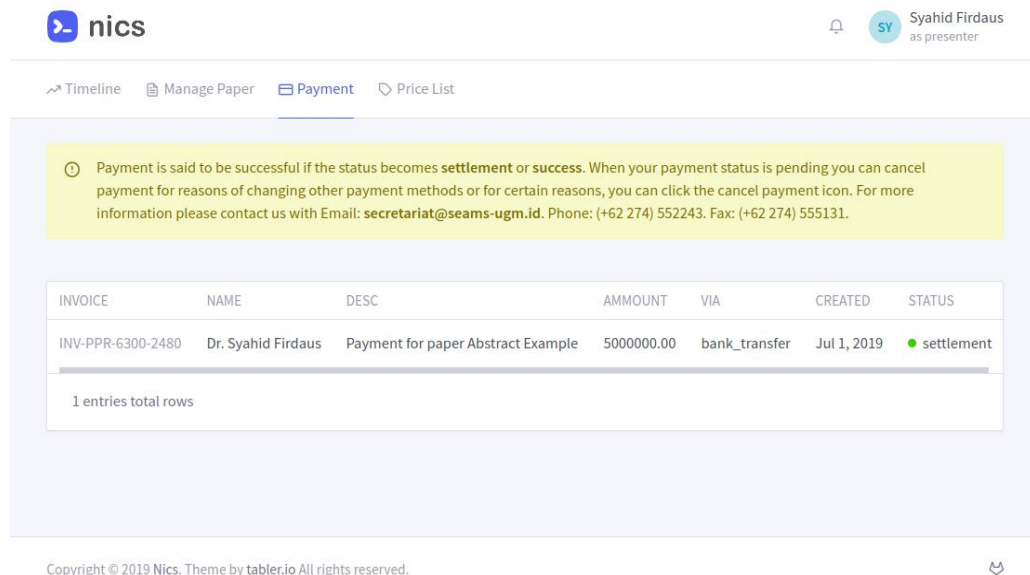 nics
SY
Syahid Firdaus
as presenter
Timeline Manage Paper Payment Price List
Payment is said to be successful if the status becomes settlement or success. When your payment status is pending you can cancel
payment for reasons of changing other payment methods or for certain reasons, you can click the cancel payment icon. For more
information please contact us with Email: secretariat@seams-ugm.id. Phone: (+62 274) 552243. Fax: (+62 274) 555131.
INVOICE NAME DESC AMMOUNT VIA CREATED STATUS
INV-PPR-6300-2480 Dr. Syahid Firdaus Payment for paper Abstract Example 5000000.00 bank_transfer Jul 1, 2019 settlement
1 entries total rows
Copyright © 2019 Nics. Theme by tabler.io All rights reserved.